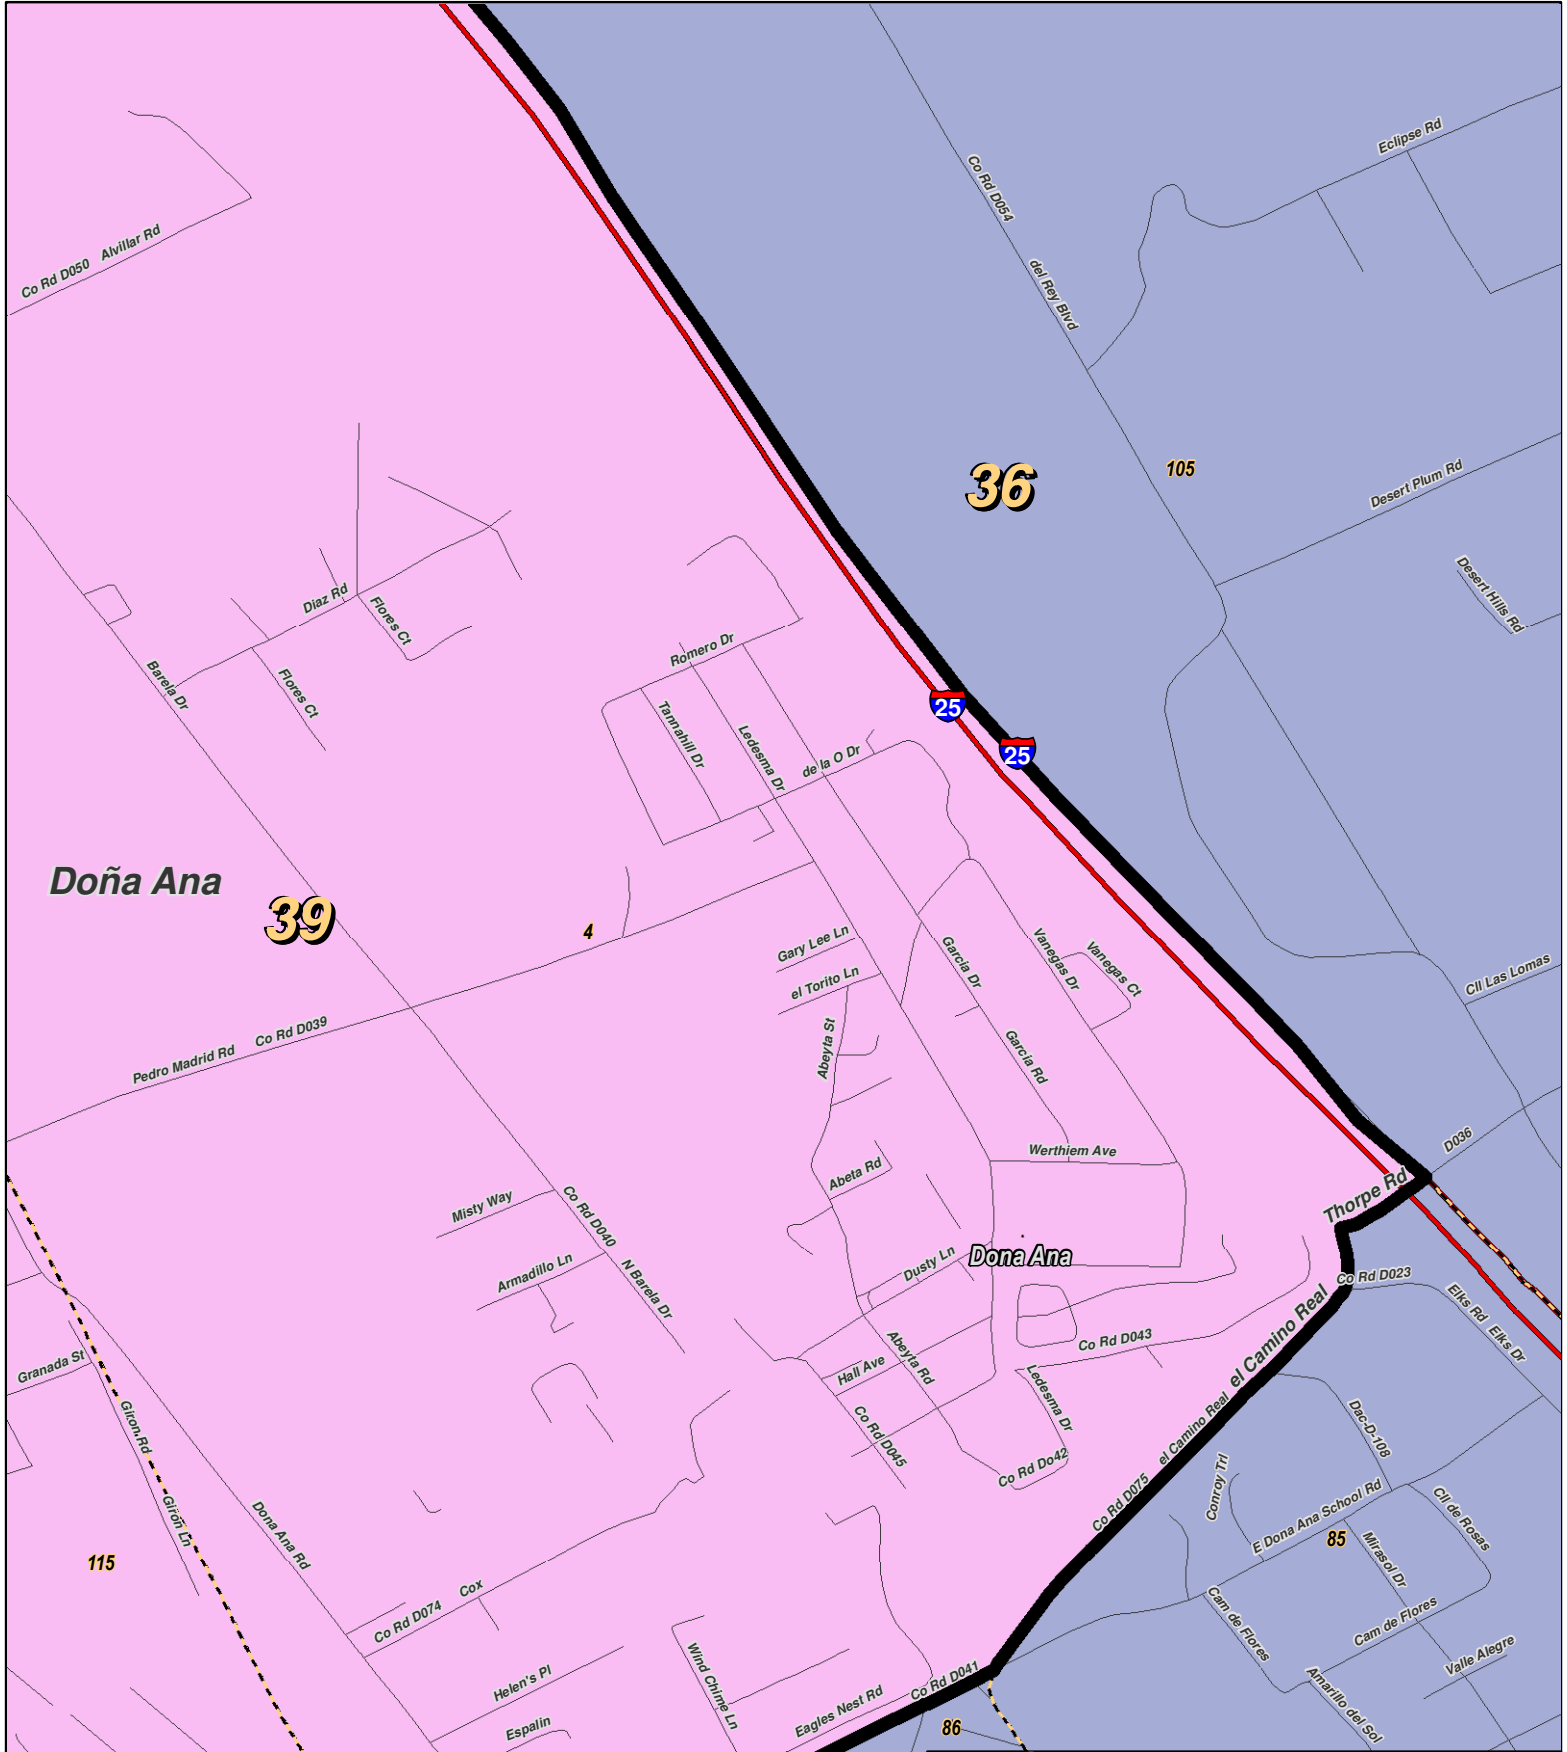 Eclipse Rd
Co Rd D054
Co Rd D050
Alvillar Rd
del Rey Blvd
36
105
Desert Plum Rd
Desert Hills Rd
Diaz Rd
Flores Ct
Flores Ct
Barela Dr
Romero Dr
Tannahill Dr
Ledesma Dr
de la O Dr
25
25
Doña Ana
39
4
Gary Lee Ln
el Torito Ln
Garcia Dr
Vanegas Dr
Vanegas Ct
Cll Las Lomas
Pedro Madrid Rd
Co Rd D039
Abeyta St
Garcia Rd
Werthiem Ave
D036
Abeta Rd
Thorpe Rd
Misty Way
Co Rd D040
N Barela Dr
Armadillo Ln
Dusty Ln
Dona Ana
Co Rd D023
Elks Rd
Elks Dr
el Camino Real
Co Rd D043
Granada St
Hall Ave
Abeyta Rd
Ledesma Dr
el Camino Real
Co Rd D075
Dac-D-108
Giron Rd
Giron Ln
Co Rd D045
Co Rd Do42
Conroy Trl
E Dona Ana School Rd
85
Cll de Rosas
Mirasol Dr
Dona Ana Rd
115
Co Rd D074
Cox
Cam de Flores
Cam de Flores
Valle Alegre
Amarillo del Sol
Helen's Pl
Wind Chime Ln
Co Rd D041
Eagles Nest Rd
Espalin
86